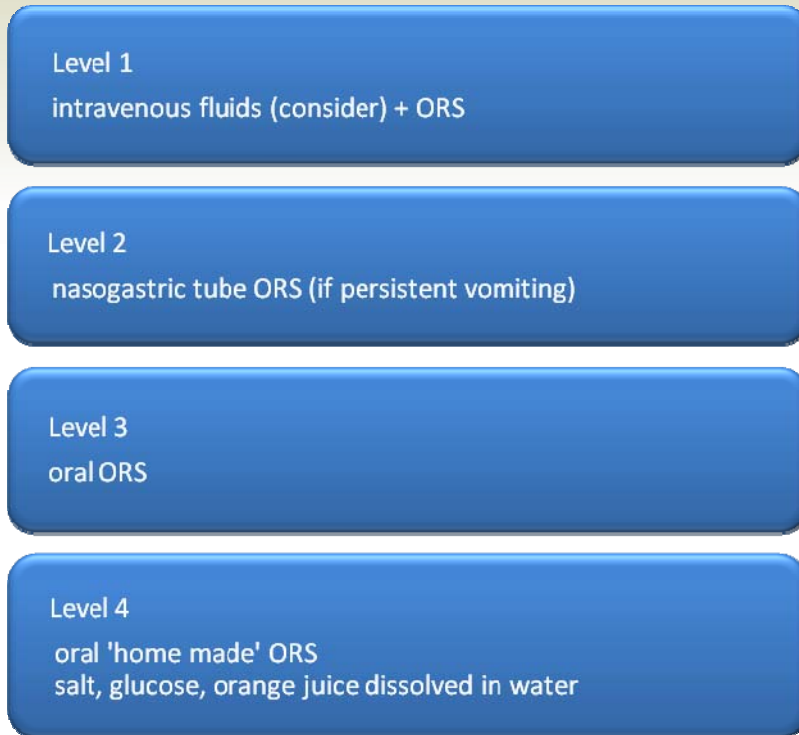 Level 1
intravenous fluids (consider) + ORS
Level 2
nasogastric tube ORS (if persistent vomiting)
Level 3
oral ORS
Level 4
oral 'home made' ORS
salt, glucose, orange juice dissolved in water